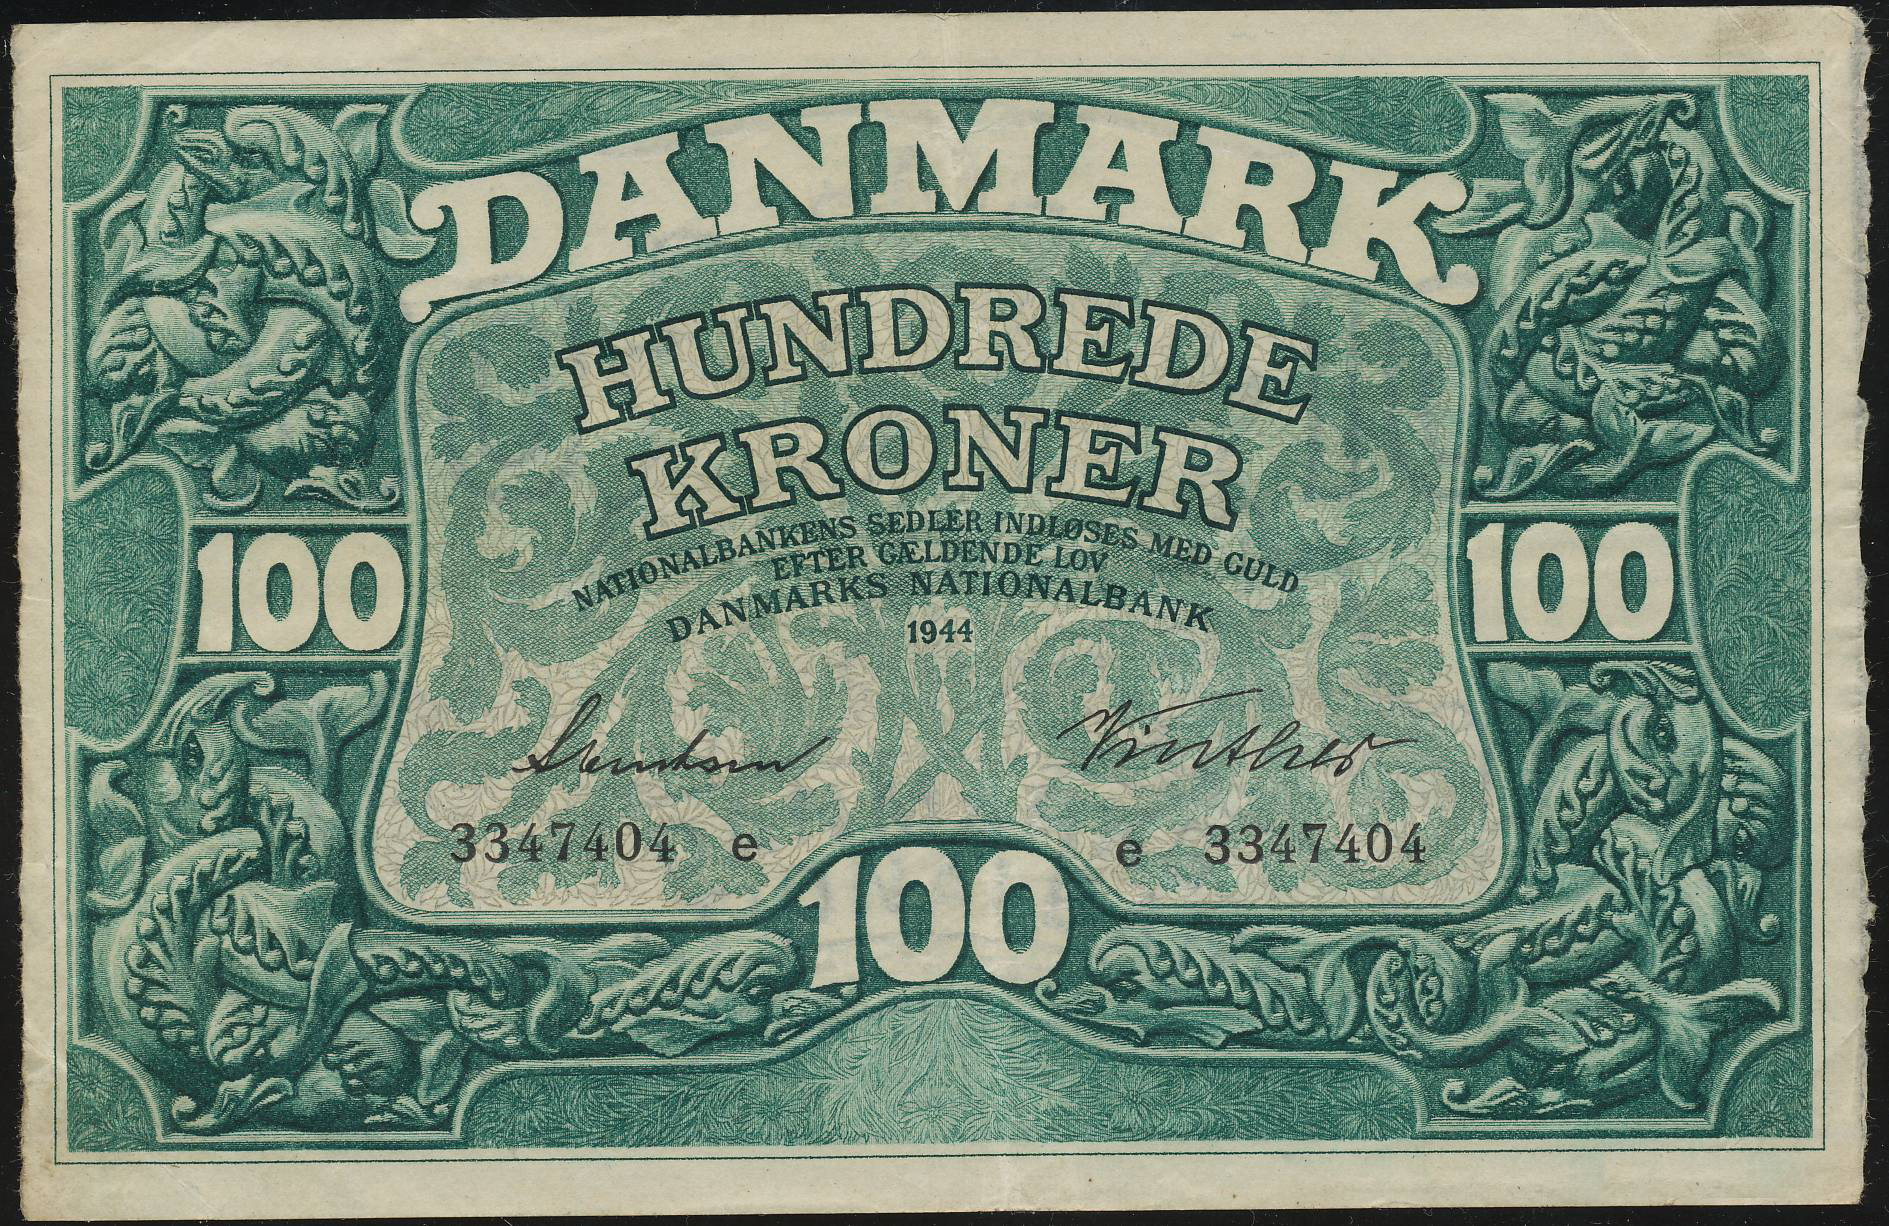 DANMARK
HUNDREDE
KRONER
NATIONALBANKENS SEDLER INDLØSES MED GULD
EFTER GÆLDENDE LOV
DANMARKS NATIONALBANK
1944
100 100
Svendsen
3347404 e e 3347404
100